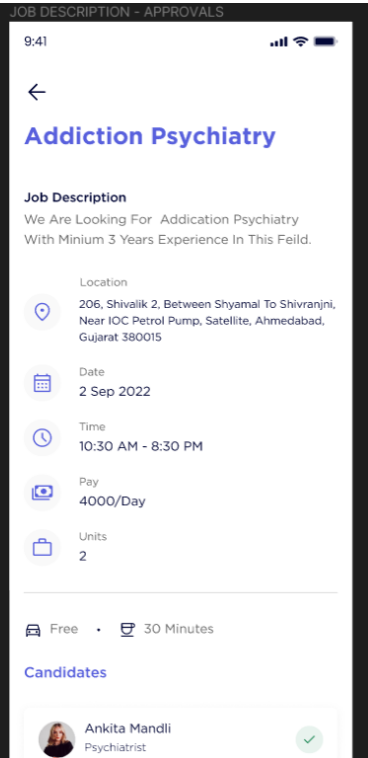 JOB DESCRIPTION - APPROVALS
9:41
Addiction Psychiatry
Job Description
We Are Looking For Addication Psychiatry
With Minium 3 Years Experience In This Feild.
Location
206, Shivalik 2, Between Shyamal To Shivranjni,
Near IOC Petrol Pump, Satellite, Ahmedabad,
Gujarat 380015
Date
2 Sep 2022
Time
10:30 AM - 8:30 PM
Pay
4000/Day
Units
2
Free • 30 Minutes
Candidates
Ankita Mandli
Psychiatrist